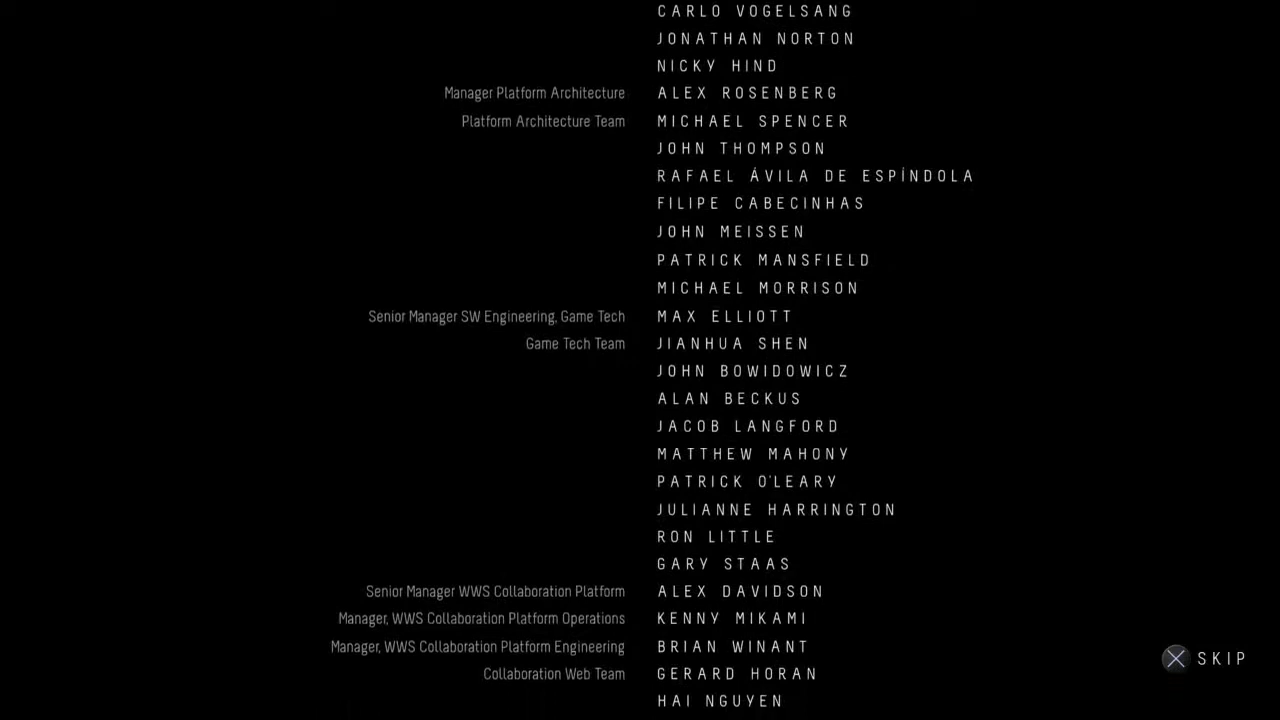 CARLO VOGELSANG
JONATHAN NORTON
NICKY HIND
Manager Platform Architecture ALEX ROSENBERG
Platform Architecture Team MICHAEL SPENCER
JOHN THOMPSON
RAFAEL ÁVILA DE ESPÍNDOLA
FILIPE CABECINHAS
JOHN MEISSEN
PATRICK MANSFIELD
MICHAEL MORRISON
Senior Manager SW Engineering, Game Tech MAX ELLIOTT
Game Tech Team JIANHUA SHEN
JOHN BOWIDOWICZ
ALAN BECKUS
JACOB LANGFORD
MATTHEW MAHONY
PATRICK O'LEARY
JULIANNE HARRINGTON
RON LITTLE
GARY STAAS
Senior Manager WWS Collaboration Platform ALEX DAVIDSON
Manager, WWS Collaboration Platform Operations KENNY MIKAMI
Manager, WWS Collaboration Platform Engineering BRIAN WINANT
Collaboration Web Team GERARD HORAN
HAI NGUYEN
SKIP